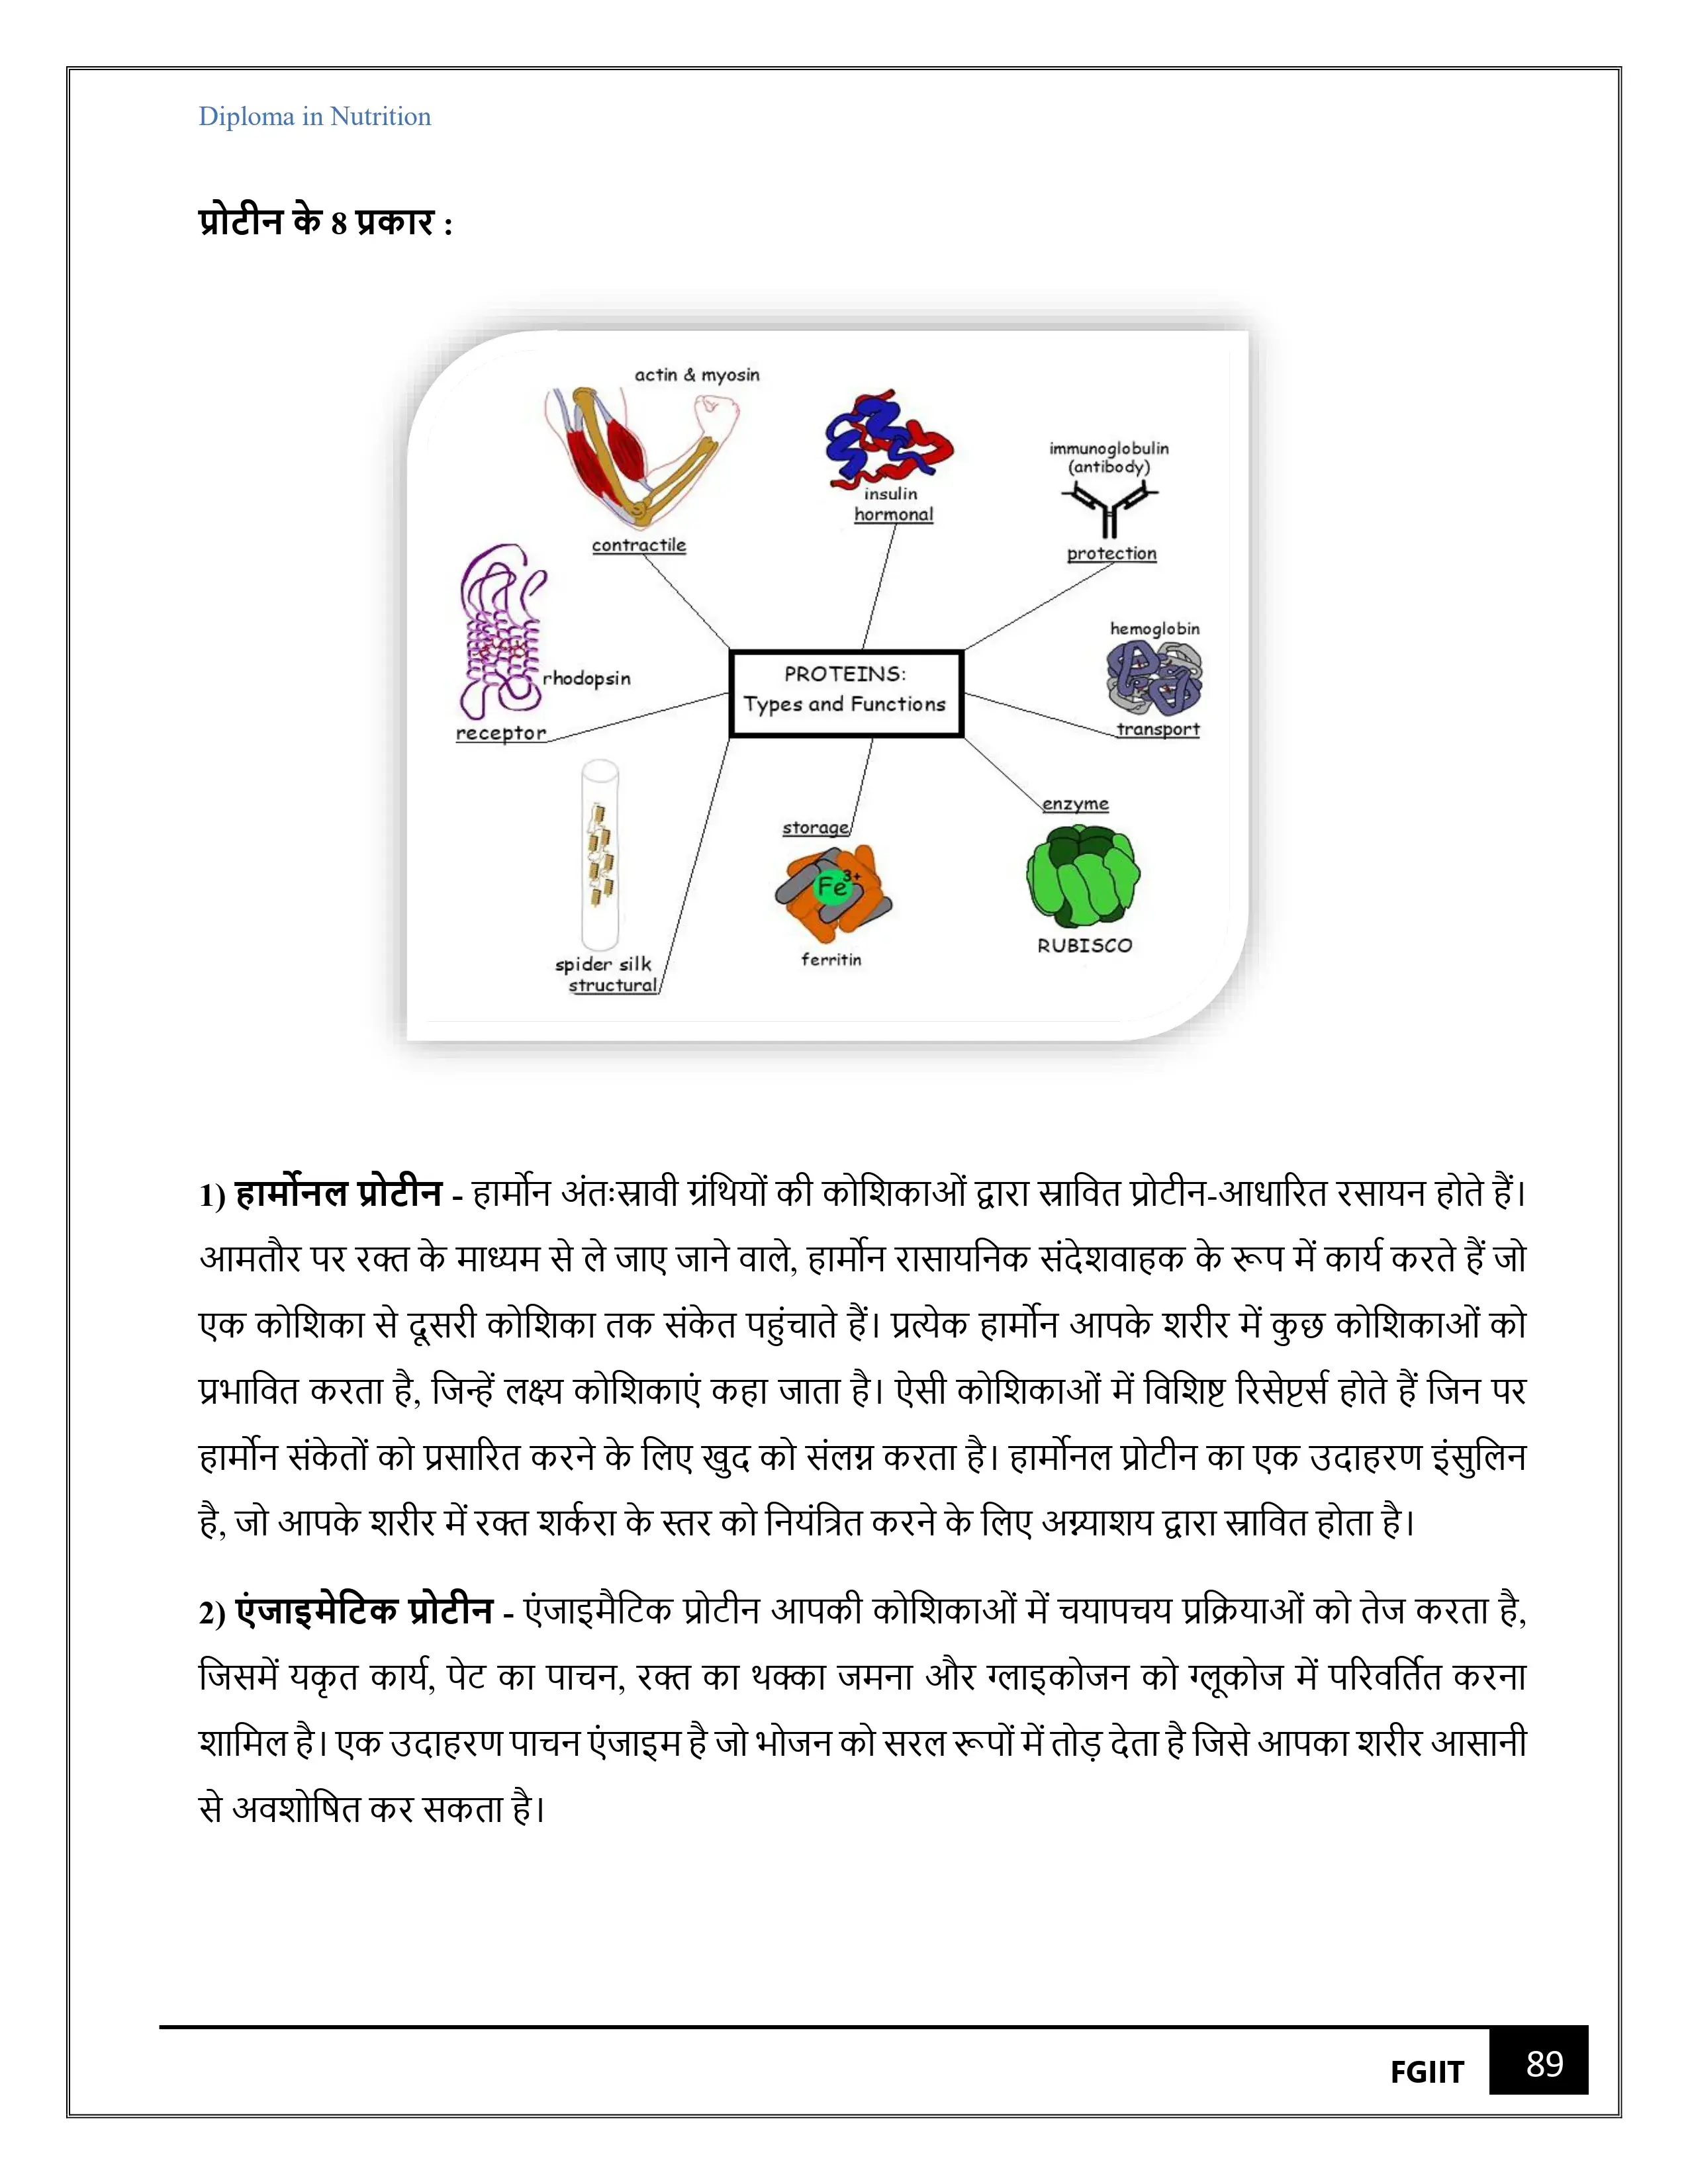 Diploma in Nutrition
प्रोटीन के 8 प्रकार :
actin & myosin
contractile
insulin
hormonal
immunoglobulin
(antibody)
protection
rhodopsin
receptor
PROTEINS:
Types and Functions
hemoglobin
transport
spider silk
structural
storage
Fe 3+
ferritin
enzyme
RUBISCO
1) हार्मोनल प्रोटीन - हार्मोन अंतःस्रावी ग्रंथियों की कोशिकाओं द्वारा स्रावित प्रोटीन-आधारित रसायन होते हैं।
आमतौर पर रक्त के माध्यम से ले जाए जाने वाले, हार्मोन रासायनिक संदेशवाहक के रूप में कार्य करते हैं जो
एक कोशिका से दूसरी कोशिका तक संकेत पहुंचाते हैं। प्रत्येक हार्मोन आपके शरीर में कुछ कोशिकाओं को
प्रभावित करता है, जिन्हें लक्ष्य कोशिकाएं कहा जाता है। ऐसी कोशिकाओं में विशिष्ट रिसेप्टर्स होते हैं जिन पर
हार्मोन संकेतों को प्रसारित करने के लिए खुद को संलग्न करता है। हार्मोनल प्रोटीन का एक उदाहरण इंसुलिन
है, जो आपके शरीर में रक्त शर्करा के स्तर को नियंत्रित करने के लिए अग्न्याशय द्वारा स्रावित होता है।
2) एंजाइमेटिक प्रोटीन - एंजाइमैटिक प्रोटीन आपकी कोशिकाओं में चयापचय प्रक्रियाओं को तेज करता है,
जिसमें यकृत कार्य, पेट का पाचन, रक्त का थक्का जमना और ग्लाइकोजन को ग्लूकोज में परिवर्तित करना
शामिल है। एक उदाहरण पाचन एंजाइम है जो भोजन को सरल रूपों में तोड़ देता है जिसे आपका शरीर आसानी
से अवशोषित कर सकता है।
FGIIT
89